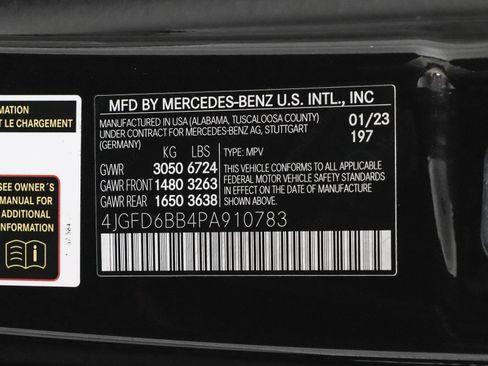 MATION
T LE CHARGEMENT
SEE OWNER´S
MANUAL FOR
ADDITIONAL
INFORMATION
MFD BY MERCEDES-BENZ U.S. INTL., INC
MANUFACTURED IN USA (ALABAMA, TUSCALOOSA COUNTY)
UNDER CONTRACT FOR MERCEDES-BENZ AG, STUTTGART
(GERMANY)
01/23
197
KG LBS
GVWR 3050 6724
GAWR FRONT 1480 3263
GAWR REAR 1650 3638
TYPE: MPV
THIS VEHICLE CONFORMS TO ALL APPLICABLE
FEDERAL MOTOR VEHICLE SAFETY STANDARDS
IN EFFECT ON THE DATE OF MANUFACTURE
SHOWN ABOVE.
4JGFD6BB4PA910783